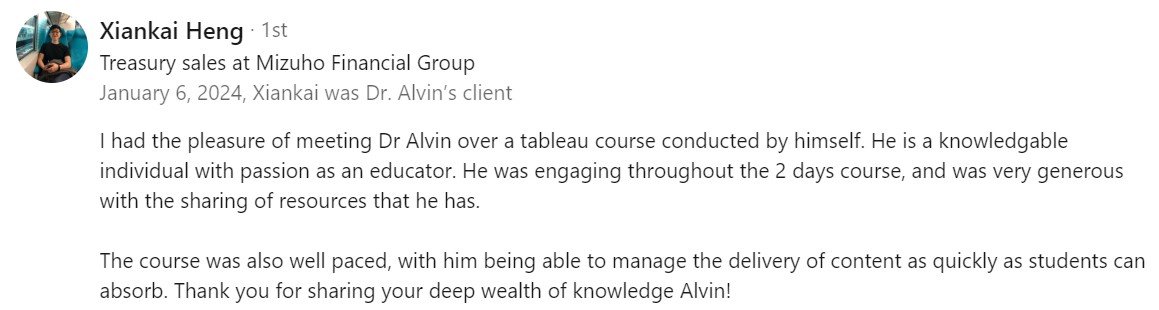 Xiankai Heng · 1st
Treasury sales at Mizuho Financial Group
January 6, 2024, Xiankai was Dr. Alvin's client
I had the pleasure of meeting Dr Alvin over a tableau course conducted by himself. He is a knowledgable
individual with passion as an educator. He was engaging throughout the 2 days course, and was very generous
with the sharing of resources that he has.
The course was also well paced, with him being able to manage the delivery of content as quickly as students can
absorb. Thank you for sharing your deep wealth of knowledge Alvin!